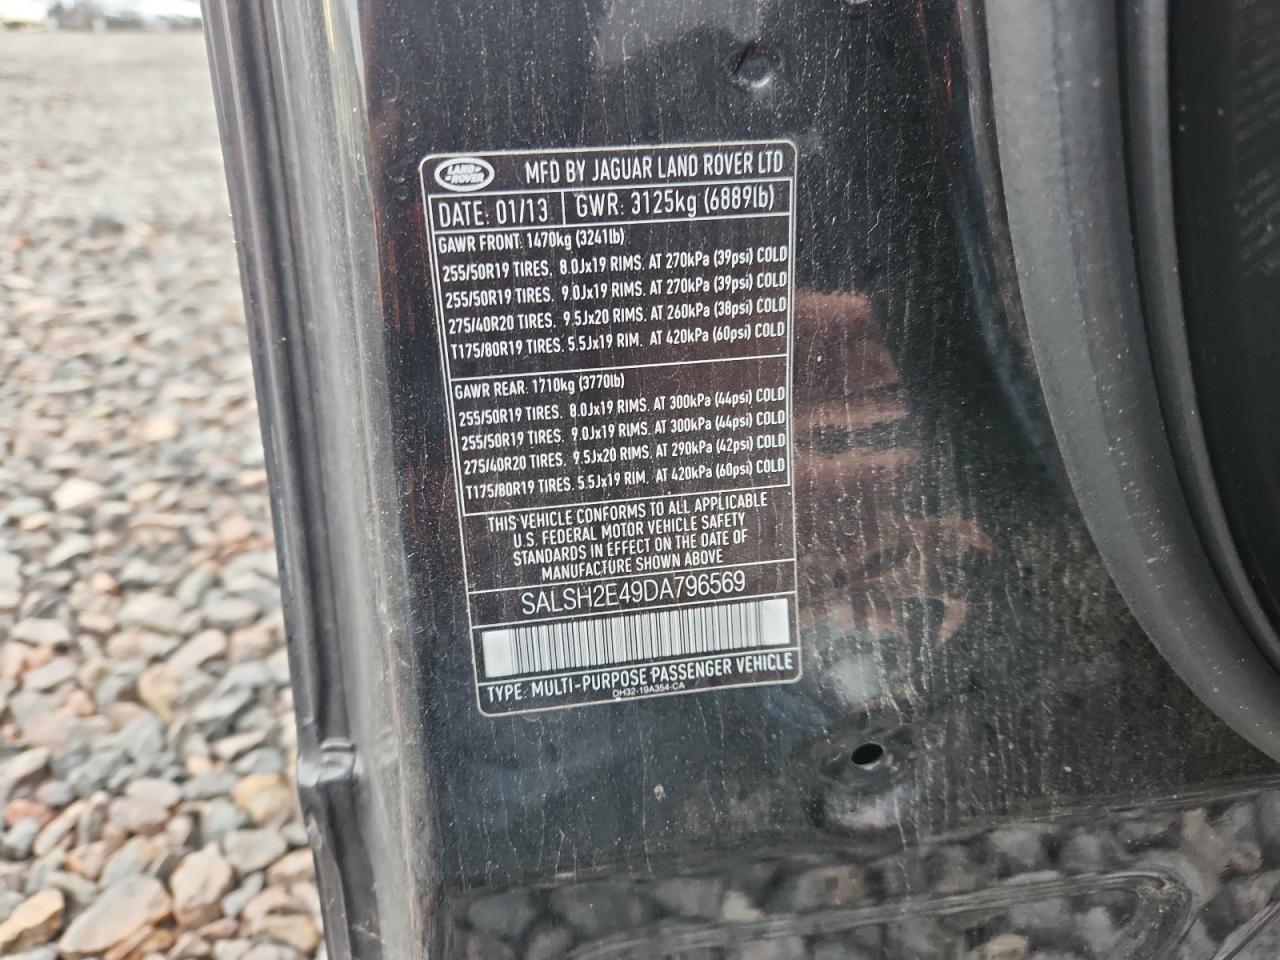 LAND ROVER
MFD BY JAGUAR LAND ROVER LTD
DATE: 01/13 GWR: 3125kg (6889lb)
GAWR FRONT: 1470kg (3241lb)
255/50R19 TIRES. 8.0Jx19 RIMS. AT 270kPa (39psi) COLD
255/50R19 TIRES. 9.0Jx19 RIMS. AT 270kPa (39psi) COLD
275/40R20 TIRES. 9.5Jx20 RIMS. AT 260kPa (38psi) COLD
T175/80R19 TIRES. 5.5Jx19 RIM. AT 420kPa (60psi) COLD
GAWR REAR: 1710kg (3770lb)
255/50R19 TIRES. 8.0Jx19 RIMS. AT 300kPa (44psi) COLD
255/50R19 TIRES. 9.0Jx19 RIMS. AT 300kPa (44psi) COLD
275/40R20 TIRES. 9.5Jx20 RIMS. AT 290kPa (42psi) COLD
T175/80R19 TIRES. 5.5Jx19 RIM. AT 420kPa (60psi) COLD
THIS VEHICLE CONFORMS TO ALL APPLICABLE
U.S. FEDERAL MOTOR VEHICLE SAFETY
STANDARDS IN EFFECT ON THE DATE OF
MANUFACTURE SHOWN ABOVE
SALSH2E49DA796569
TYPE: MULTI-PURPOSE PASSENGER VEHICLE
DH32-19A354-CA